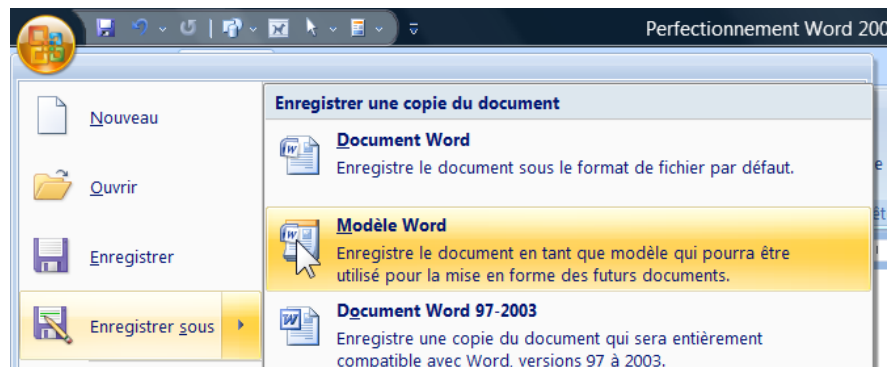 Perfectionnement Word 200
Nouveau
Ouvrir
Enregistrer
Enregistrer sous
Enregistrer une copie du document
Document Word
Enregistre le document sous le format de fichier par défaut.
Modèle Word
Enregistre le document en tant que modèle qui pourra être
utilisé pour la mise en forme des futurs documents.
Document Word 97-2003
Enregistre une copie du document qui sera entièrement
compatible avec Word, versions 97 à 2003.